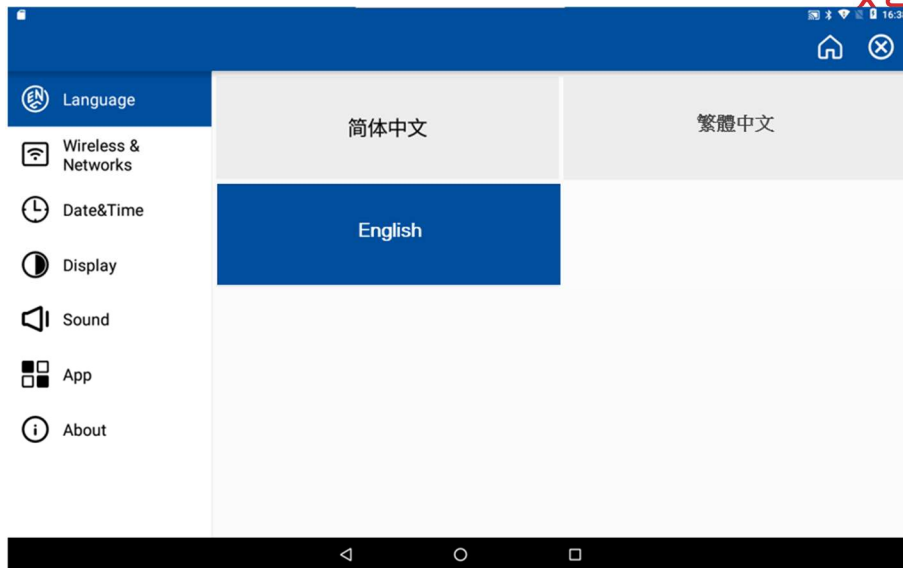 Language
Wireless &
Networks
Date&Time
Display
Sound
App
About
简体中文
繁體中文
English